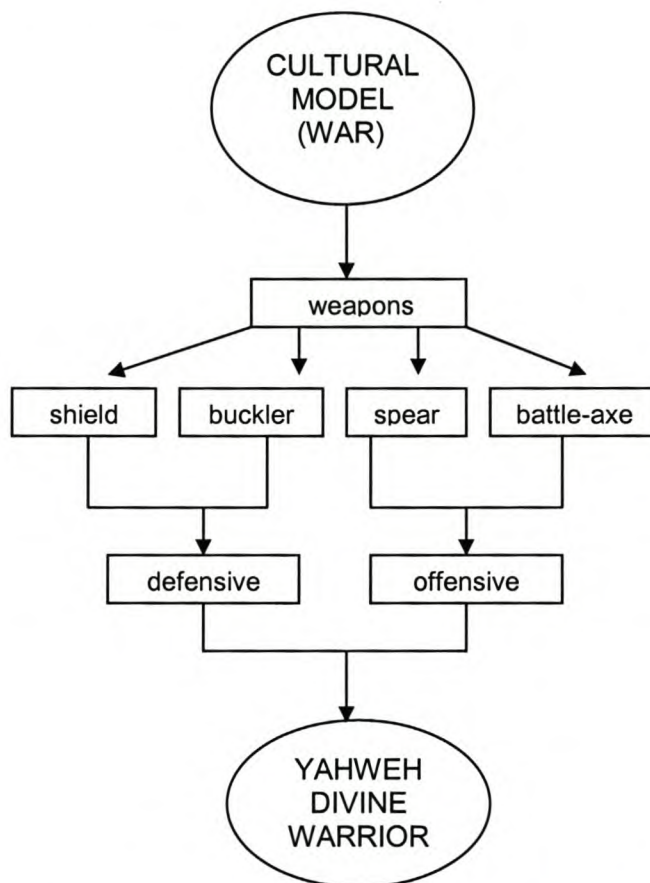 CULTURAL
MODEL
(WAR)
weapons
shield
buckler
spear
battle-axe
defensive
offensive
YAHWEH
DIVINE
WARRIOR